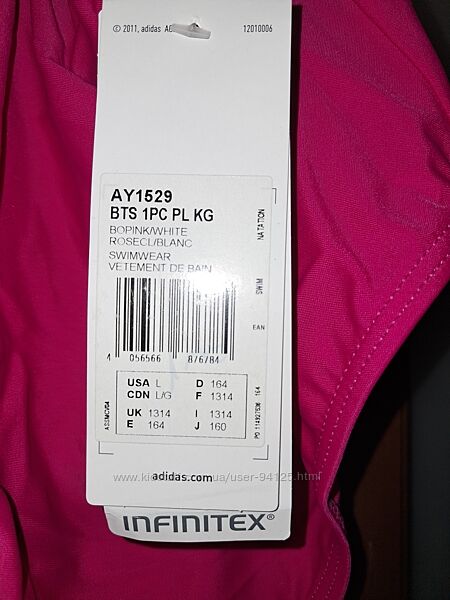 © 2011, adidas 12010006
AY1529
BTS 1PC PL KG
BOPINK/WHITE
ROSECL/BLANC
SWIMWEAR
VETEMENT DE BAIN
NATATION
SWIM
EAN
4 056566 876784
USA L D 164
CDN L/G F 1314
UK 1314 I 1314
E 164 J 160
ASSMCV04
adidas.com
INFINITEX®